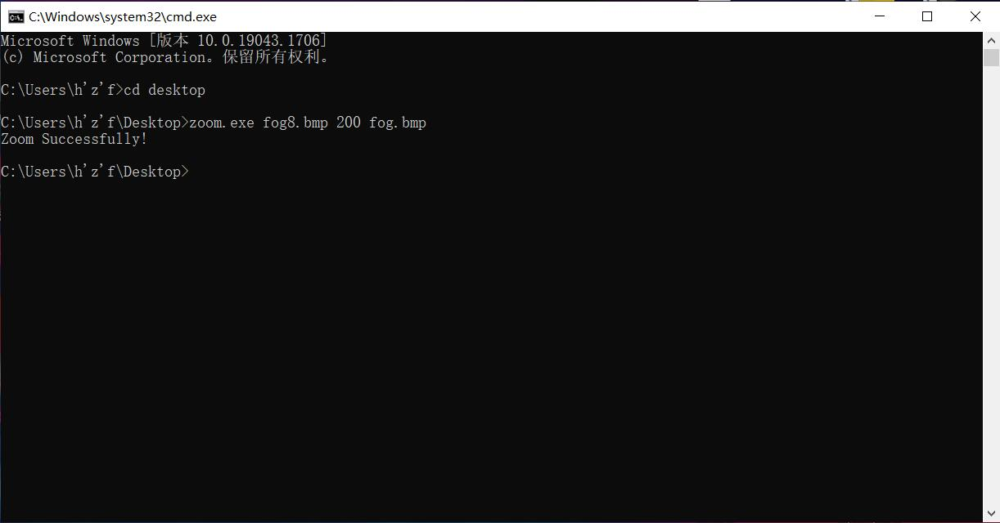 C:\Windows\system32\cmd.exe
Microsoft Windows [版本 10.0.19043.1706]
(c) Microsoft Corporation。保留所有权利。
C:\Users\h'z'f>cd desktop
C:\Users\h'z'f\Desktop>zoom.exe fog8.bmp 200 fog.bmp
Zoom Successfully!
C:\Users\h'z'f\Desktop>